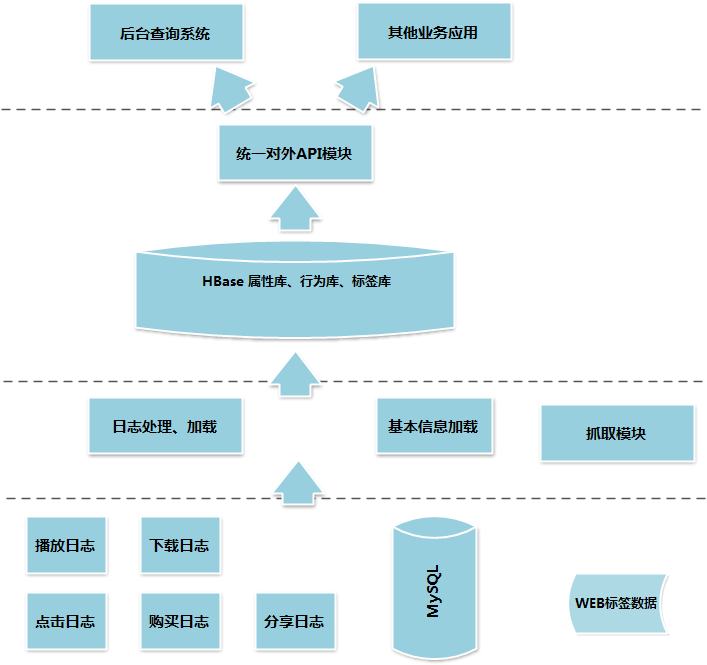 后台查询系统
其他业务应用
统一对外API模块
HBase 属性库、行为库、标签库
日志处理、加载
基本信息加载
抓取模块
播放日志
下载日志
MySQL
点击日志
购买日志
分享日志
WEB标签数据